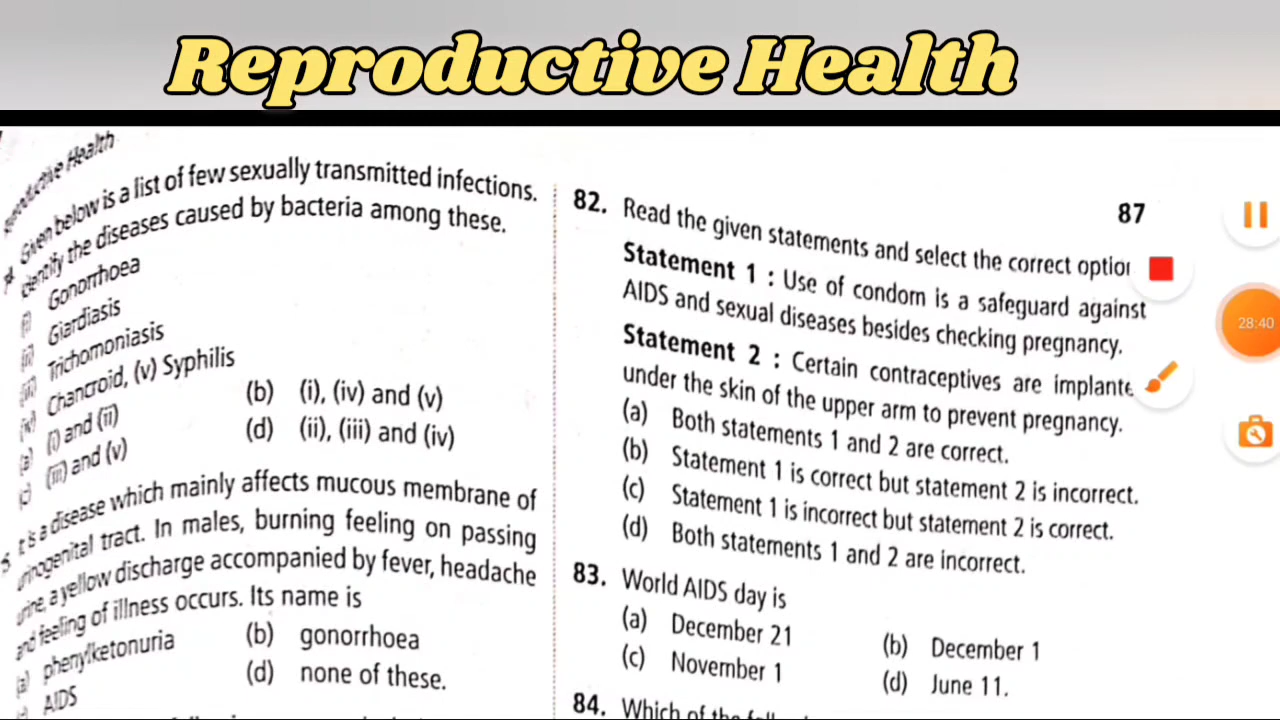 Reproductive Health
Reproductive Health
Given below is a list of few sexually transmitted infections.
identify the diseases caused by bacteria among these.
(i) Gonorrhoea
(ii) Giardiasis
(iii) Trichomoniasis
(iv) Chancroid, (v) Syphilis
(a) (i) and (ii)
(b) (i), (iv) and (v)
(c) (iii) and (v)
(d) (ii), (iii) and (iv)
It is a disease which mainly affects mucous membrane of
urinogenital tract. In males, burning feeling on passing
urine, a yellow discharge accompanied by fever, headache
and feeling of illness occurs. Its name is
(a) phenylketonuria
(b) gonorrhoea
AIDS
(d) none of these.
87
82. Read the given statements and select the correct option
Statement 1 : Use of condom is a safeguard against
AIDS and sexual diseases besides checking pregnancy.
Statement 2 : Certain contraceptives are implante
under the skin of the upper arm to prevent pregnancy.
(a) Both statements 1 and 2 are correct.
(b) Statement 1 is correct but statement 2 is incorrect.
(c) Statement 1 is incorrect but statement 2 is correct.
(d) Both statements 1 and 2 are incorrect.
83. World AIDS day is
(a) December 21
(b) December 1
(c) November 1
(d) June 11.
84. Which of the
28:40